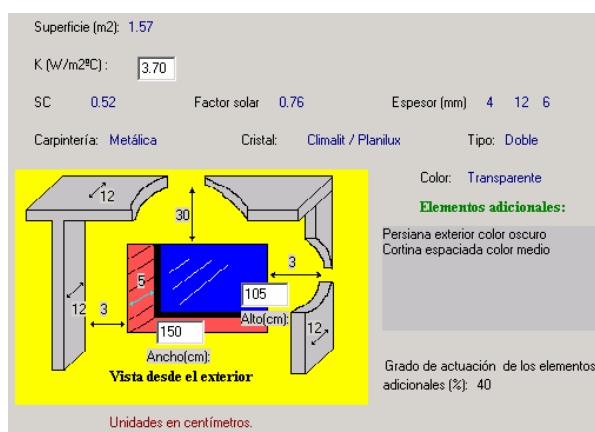 Superficie (m2): 1.57
K (W/m2ºC) : 3.70
SC 0.52 Factor solar 0.76 Espesor (mm) 4 12 6
Carpintería: Metálica Cristal: Climalit / Planilux Tipo: Doble
Color: Transparente
Elementos adicionales:
Persiana exterior color oscuro
Cortina espaciada color medio
12
30
3
5
105
Alto(cm):
12 3
150
12
Ancho(cm):
Vista desde el exterior
Grado de actuación de los elementos
adicionales (%): 40
Unidades en centímetros.